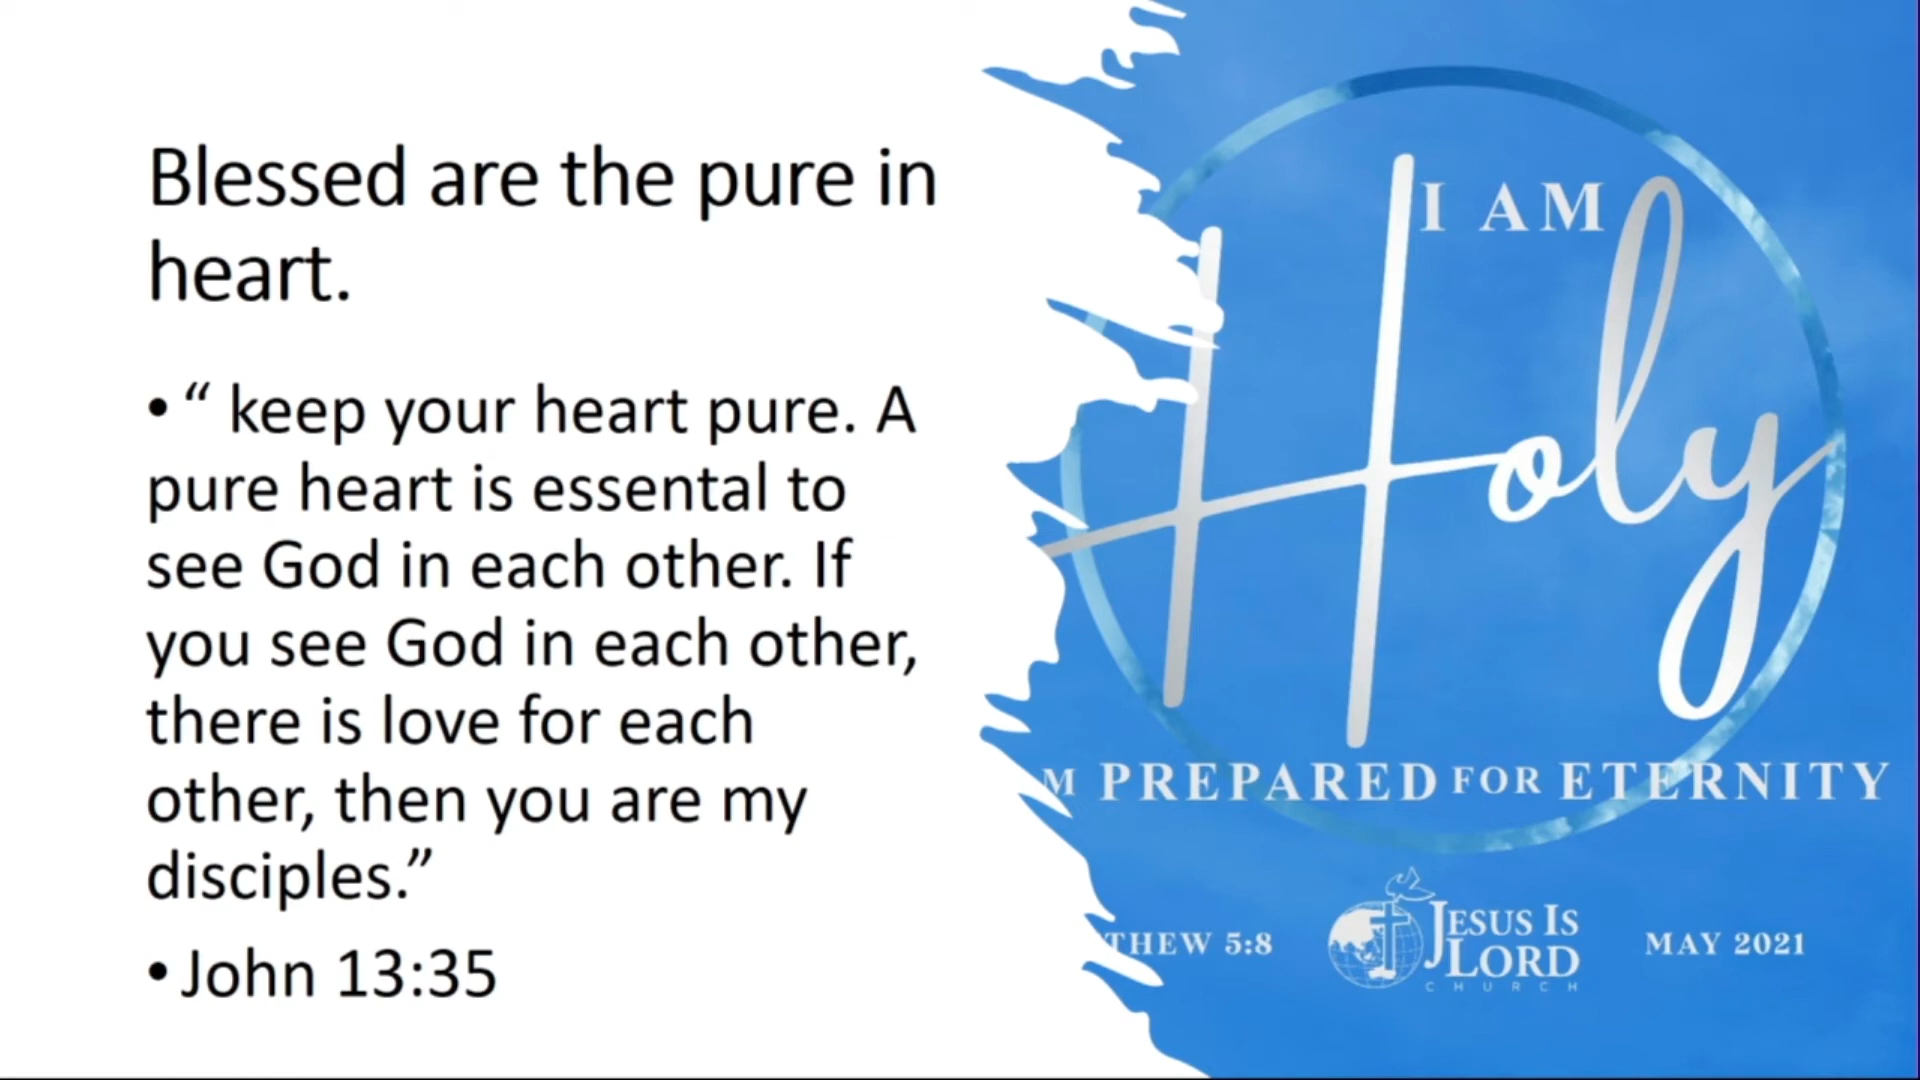 Blessed are the pure in
heart.
• “ keep your heart pure. A
pure heart is essental to
see God in each other. If
you see God in each other,
there is love for each
other, then you are my
disciples.”
• John 13:35
I AM
Holy
M PREPARED FOR ETERNITY
THEW 5:8
JESUS IS
LORD
CHURCH
MAY 2021